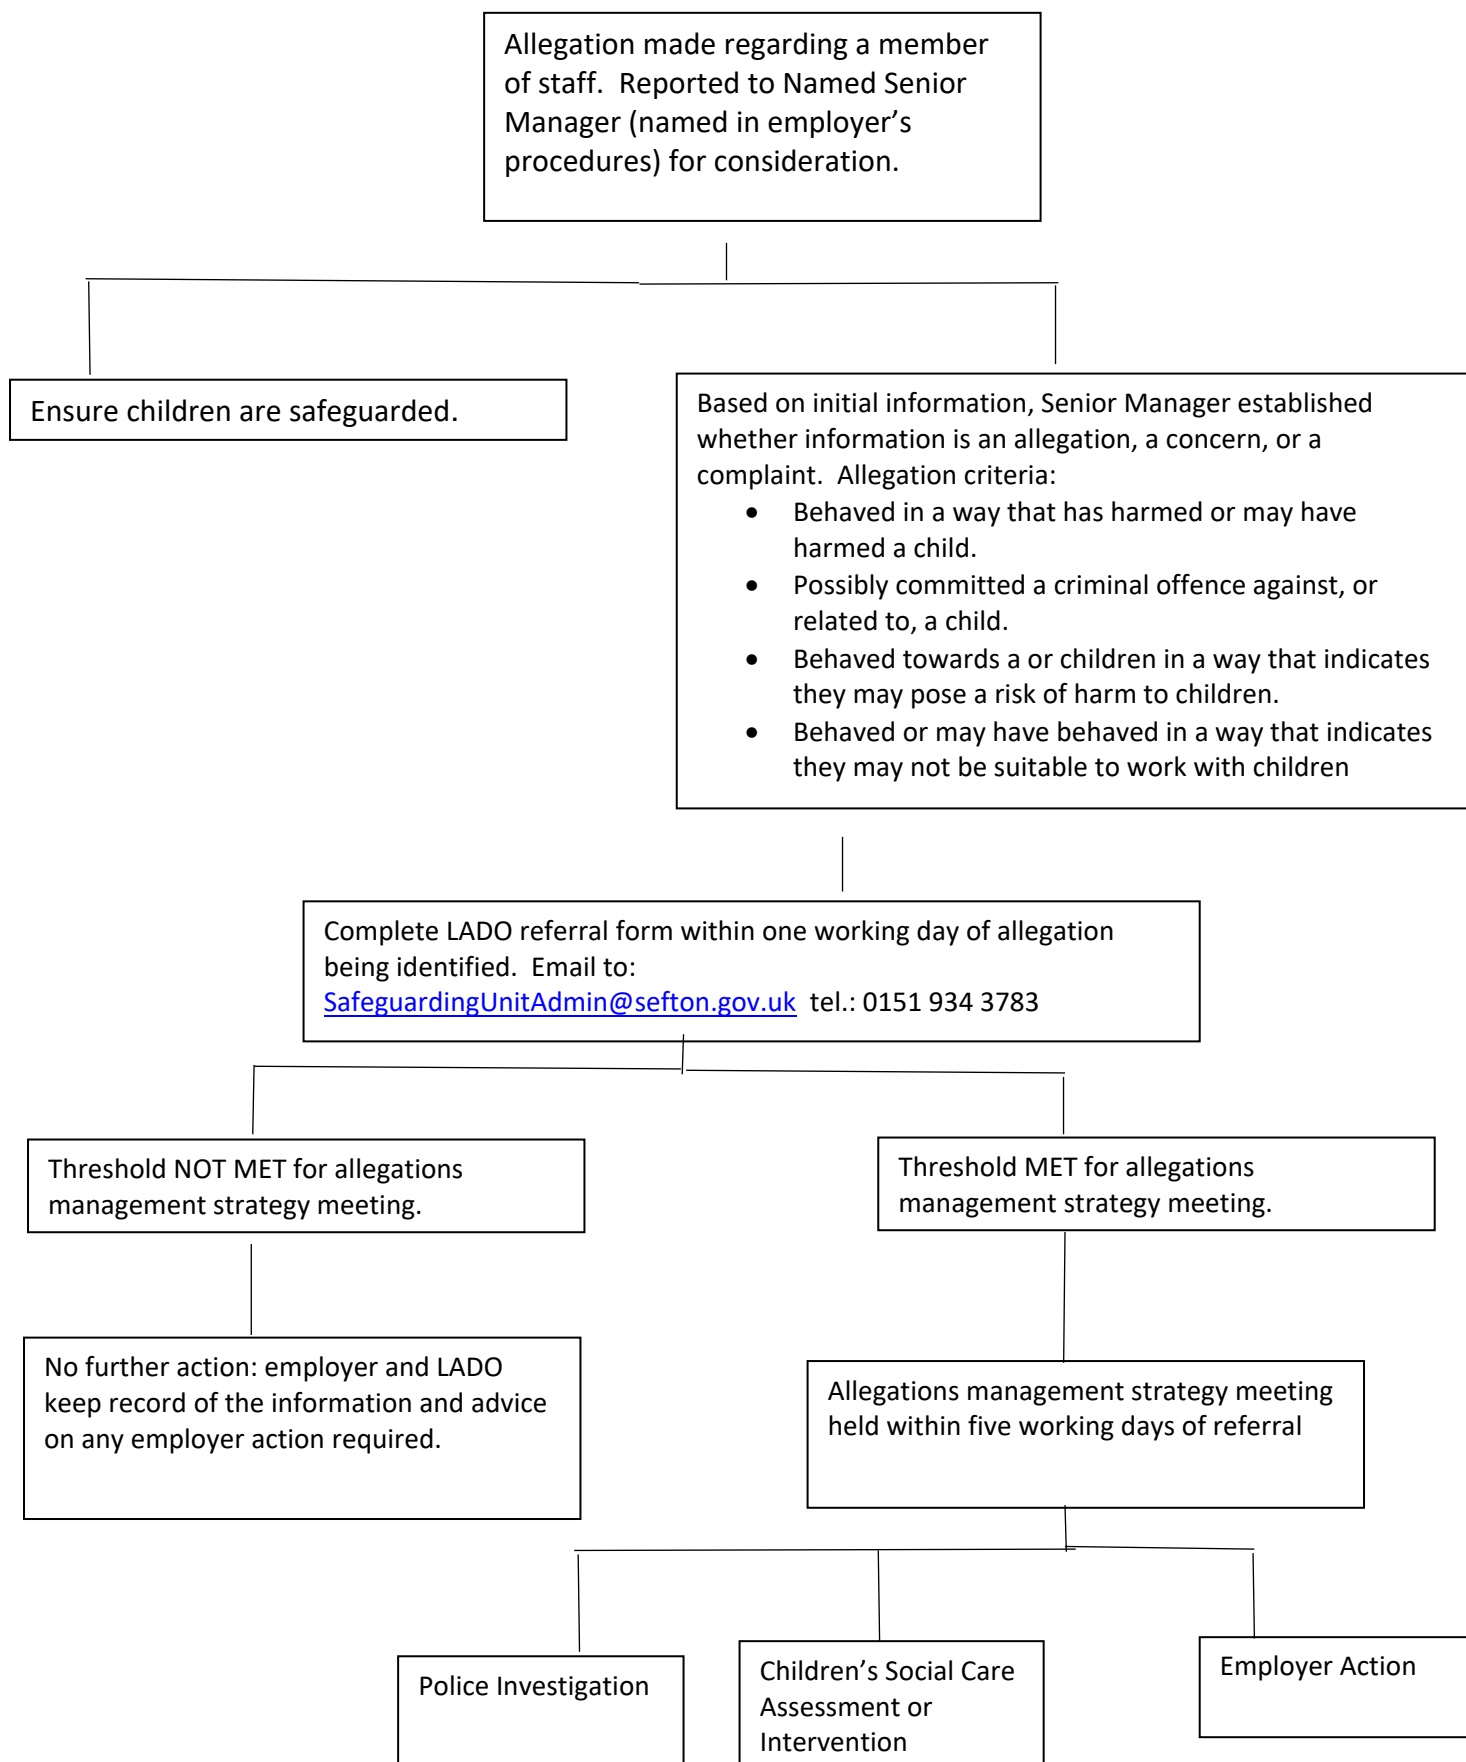 Allegation made regarding a member
of staff.  Reported to Named Senior
Manager (named in employer’s
procedures) for consideration.
Ensure children are safeguarded.
Based on initial information, Senior Manager established
whether information is an allegation, a concern, or a
complaint.  Allegation criteria:
• Behaved in a way that has harmed or may have
harmed a child.
• Possibly committed a criminal offence against, or
related to, a child.
• Behaved towards a or children in a way that indicates
they may pose a risk of harm to children.
• Behaved or may have behaved in a way that indicates
they may not be suitable to work with children
Complete LADO referral form within one working day of allegation
being identified.  Email to:
SafeguardingUnitAdmin@sefton.gov.uk  tel.: 0151 934 3783
Threshold NOT MET for allegations
management strategy meeting.
Threshold MET for allegations
management strategy meeting.
No further action: employer and LADO
keep record of the information and advice
on any employer action required.
Allegations management strategy meeting
held within five working days of referral
Police Investigation
Children’s Social Care
Assessment or
Intervention
Employer Action